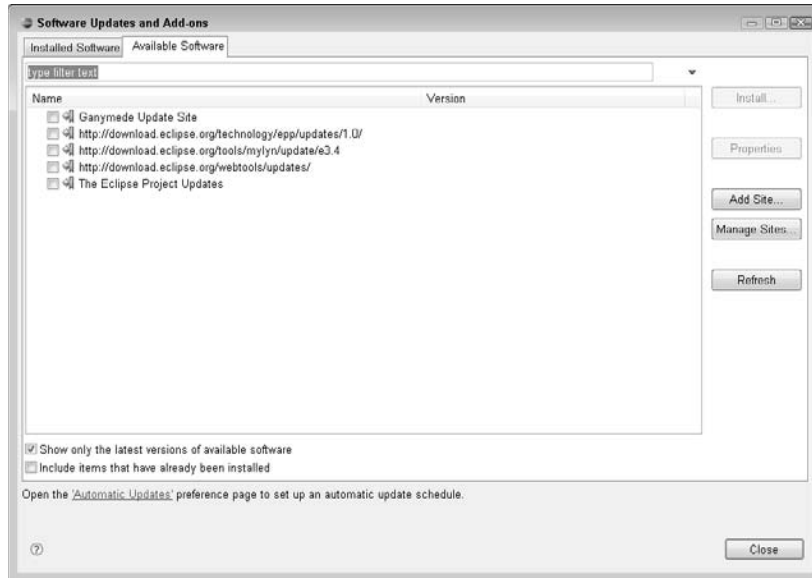 Software Updates and Add-ons
Installed Software Available Software
type filter text
Name Version
Install...
Ganymede Update Site
http://download.eclipse.org/technology/epp/updates/1.0/
http://download.eclipse.org/tools/mylyn/update/e3.4
Properties
http://download.eclipse.org/webtools/updates/
The Eclipse Project Updates
Add Site...
Manage Sites...
Refresh
Show only the latest versions of available software
Include items that have already been installed
Open the 'Automatic Updates' preference page to set up an automatic update schedule.
? Close